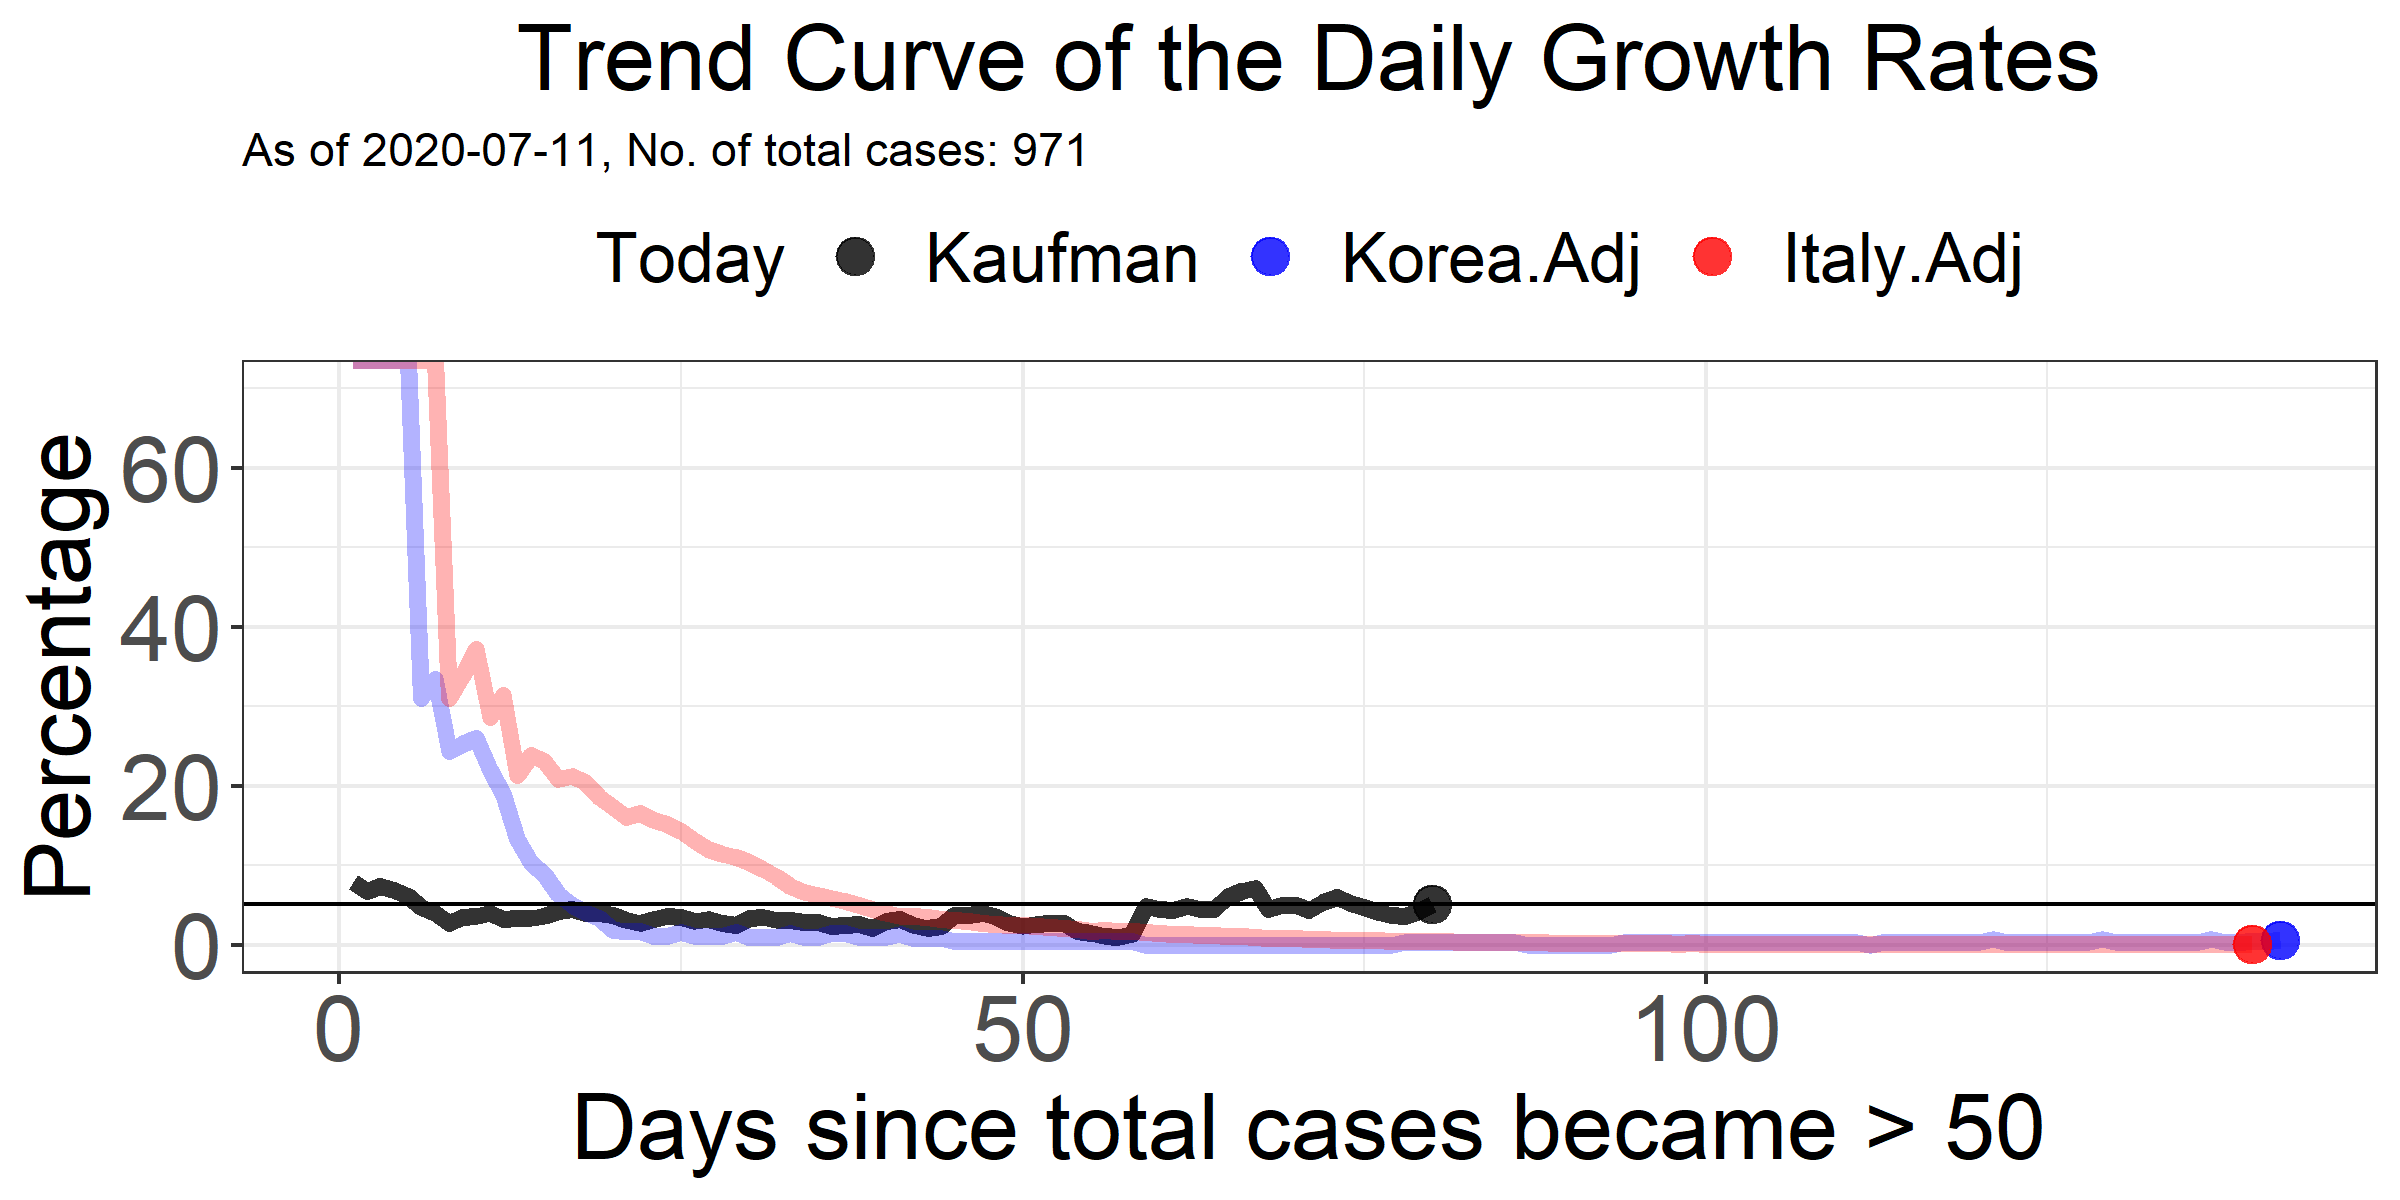 Trend Curve of the Daily Growth Rates
As of 2020-07-11, No. of total cases: 971
Today Kaufman Korea.Adj Italy.Adj
Percentage
60
40
20
0
0 50 100
Days since total cases became > 50